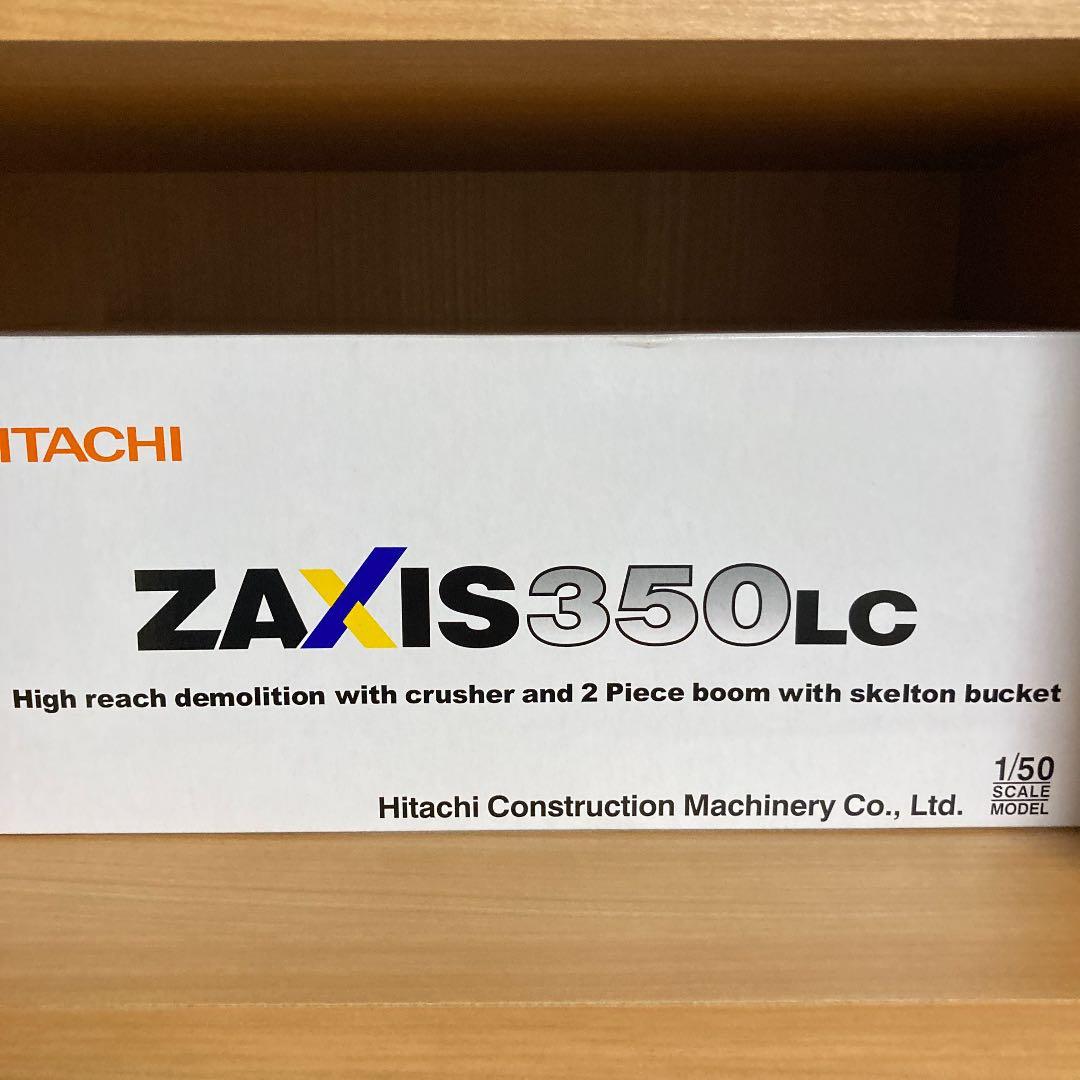 HITACHI
ZAXIS350LC
High reach demolition with crusher and 2 Piece boom with skelton bucket
1/50
SCALE
MODEL
Hitachi Construction Machinery Co., Ltd.